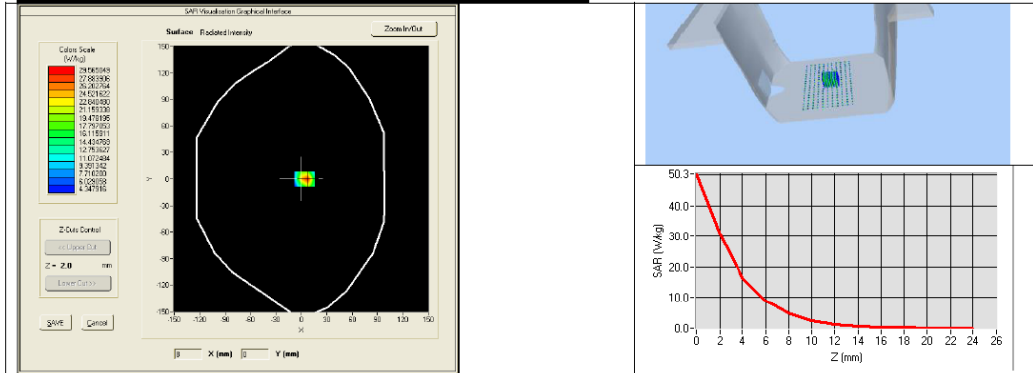 SAR Visualisation Graphical Interface
Surface Radiated Intensity
Zoom In/Out
Colors Scale
(W/kg)
29.565049
27.883906
26.202764
24.521622
22.840480
21.159338
19.478195
17.797053
16.115911
14.434769
12.753627
11.072484
9.391342
7.710200
6.029058
4.347916
Z-Cuts Control
<< Upper Cut
Z = 2.0 mm
Lower Cut >>
SAVE Cancel
150-
120-
90-
60-
30-
0-
-30-
-60-
-90-
-120-
-150-
Y
-150 -120 -90 -60 -30 0 30 60 90 120 150
X
X (mm) Y (mm)
50.3-
40.0-
30.0-
20.0-
10.0-
0.0-
SAR (W/kg)
0 2 4 6 8 10 12 14 16 18 20 22 24 26
Z (mm)